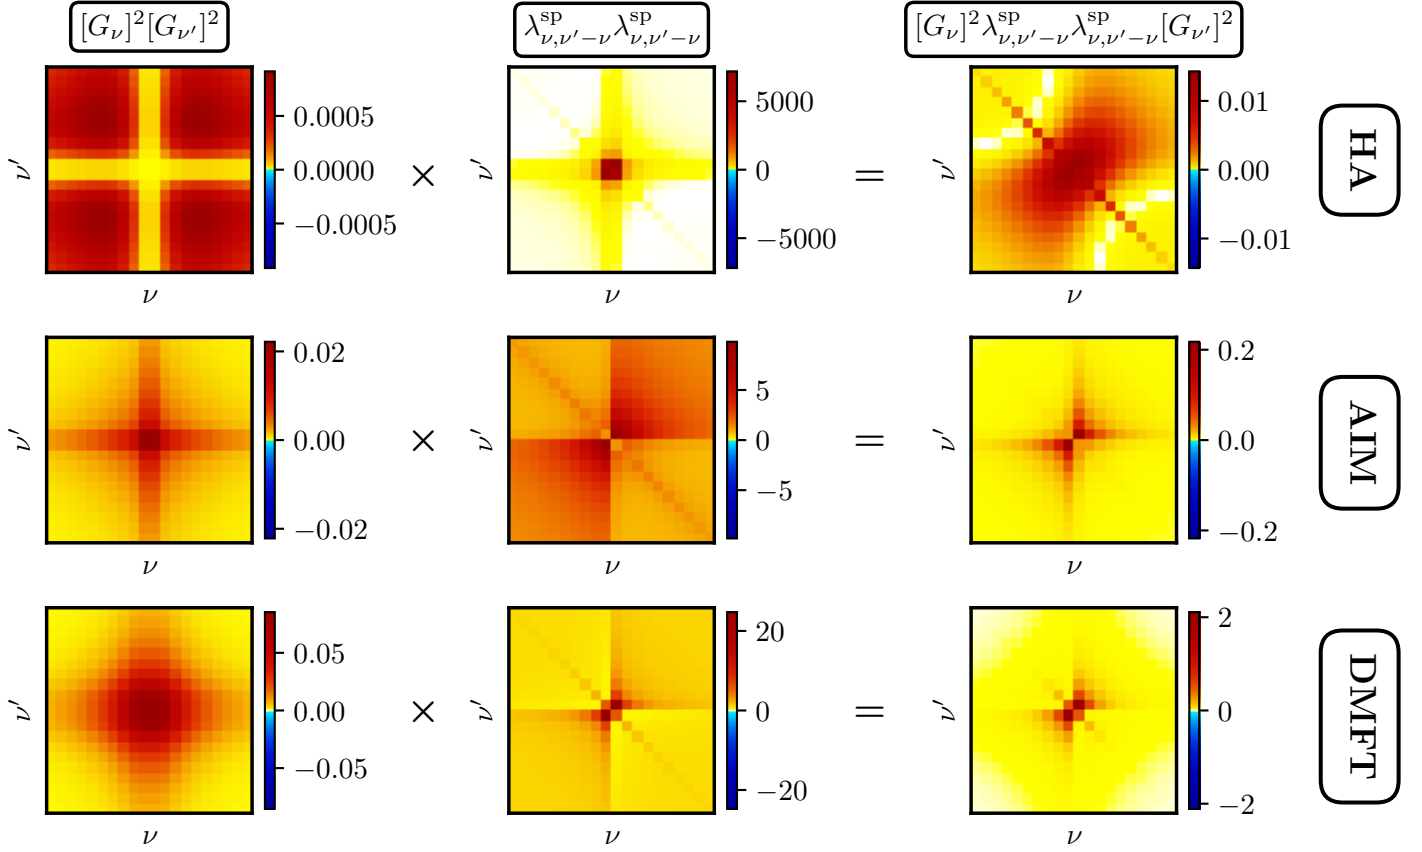 [G_ν]²[G_ν′]²
λ^sp_{ν,ν′−ν}λ^sp_{ν,ν′−ν}
[G_ν]²λ^sp_{ν,ν′−ν}λ^sp_{ν,ν′−ν}[G_ν′]²
ν′
0.0005
0.0000
−0.0005
ν
×
ν′
5000
0
−5000
ν
=
ν′
0.01
0.00
−0.01
ν
HA
ν′
0.02
0.00
−0.02
ν
×
ν′
5
0
−5
ν
=
ν′
0.2
0.0
−0.2
ν
AIM
ν′
0.05
0.00
−0.05
ν
×
ν′
20
0
−20
ν
=
ν′
2
0
−2
ν
DMFT